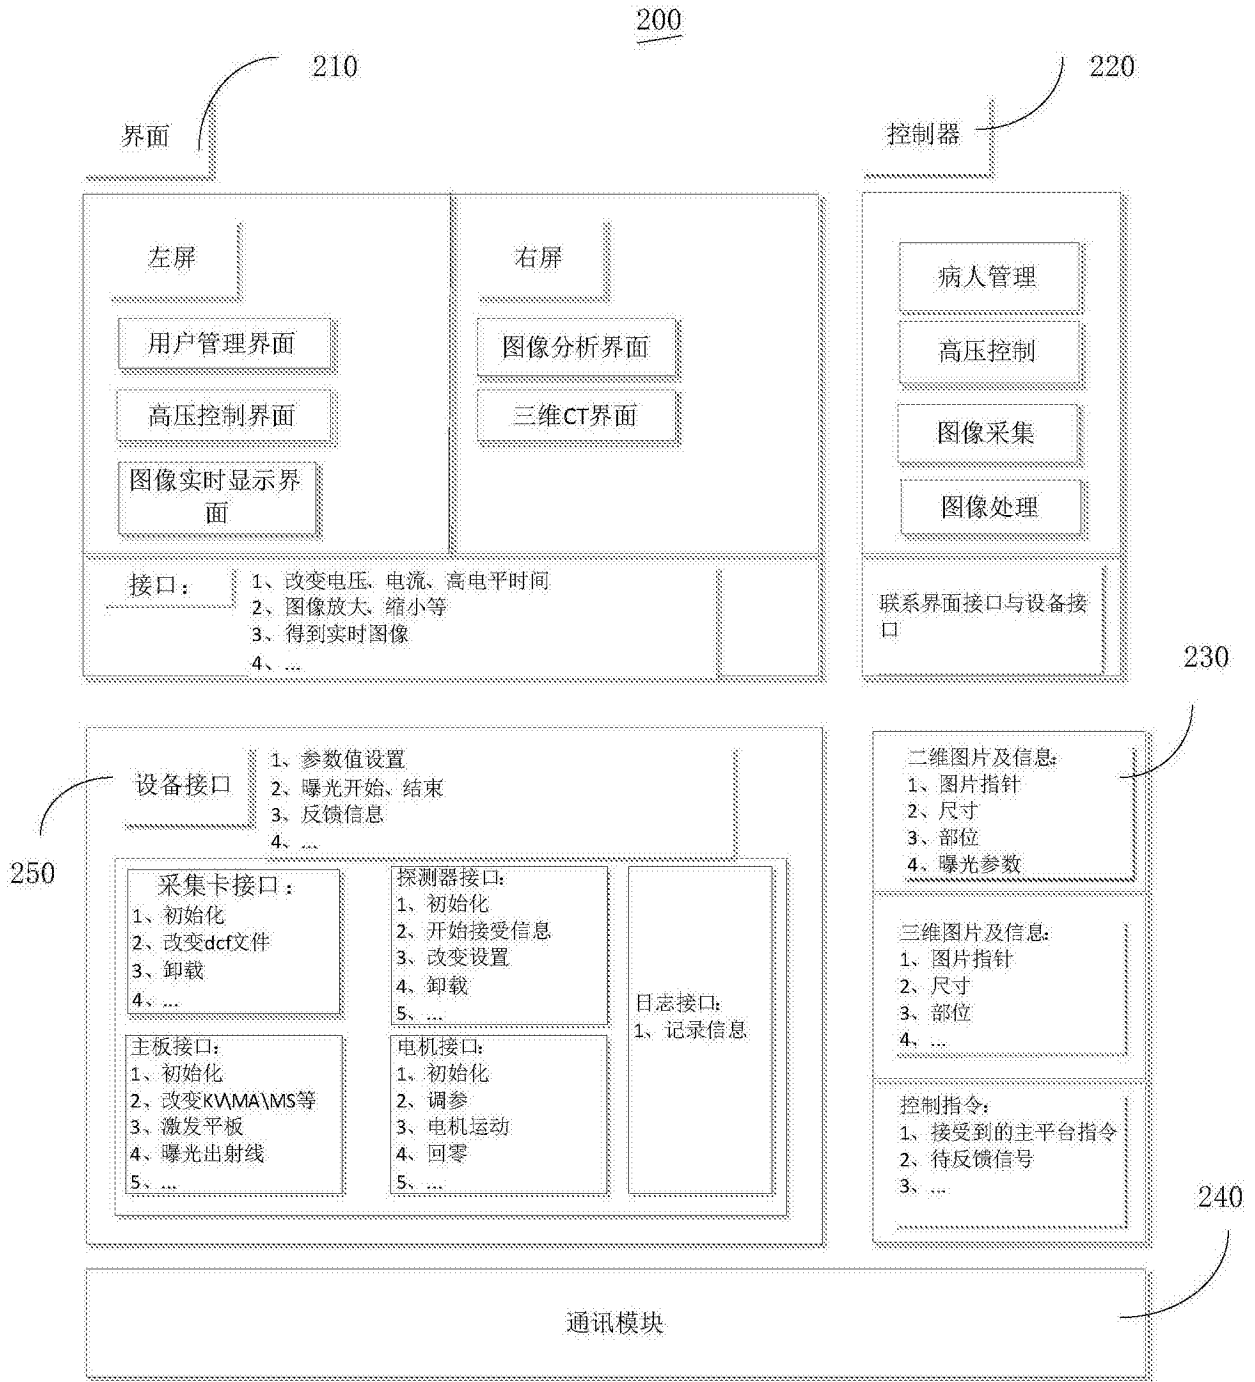 200
210
界面
左屏
用户管理界面
高压控制界面
图像实时显示界
面
右屏
图像分析界面
三维CT界面
接口：
1、改变电压、电流、高电平时间
2、图像放大、缩小等
3、得到实时图像
4、...
220
控制器
病人管理
高压控制
图像采集
图像处理
联系界面接口与设备接
口
250
设备接口
1、参数值设置
2、曝光开始、结束
3、反馈信息
4、...
采集卡接口：
1、初始化
2、改变dcf文件
3、卸载
4、...
探测器接口：
1、初始化
2、开始接受信息
3、改变设置
4、卸载
5、...
主板接口：
1、初始化
2、改变KV\MA\MS等
3、激发平板
4、曝光出射线
5、...
电机接口：
1、初始化
2、调参
3、电机运动
4、回零
5、...
日志接口：
1、记录信息
230
二维图片及信息：
1、图片指针
2、尺寸
3、部位
4、曝光参数
三维图片及信息：
1、图片指针
2、尺寸
3、部位
4、...
控制指令：
1、接受到的主平台指令
2、待反馈信号
3、...
240
通讯模块